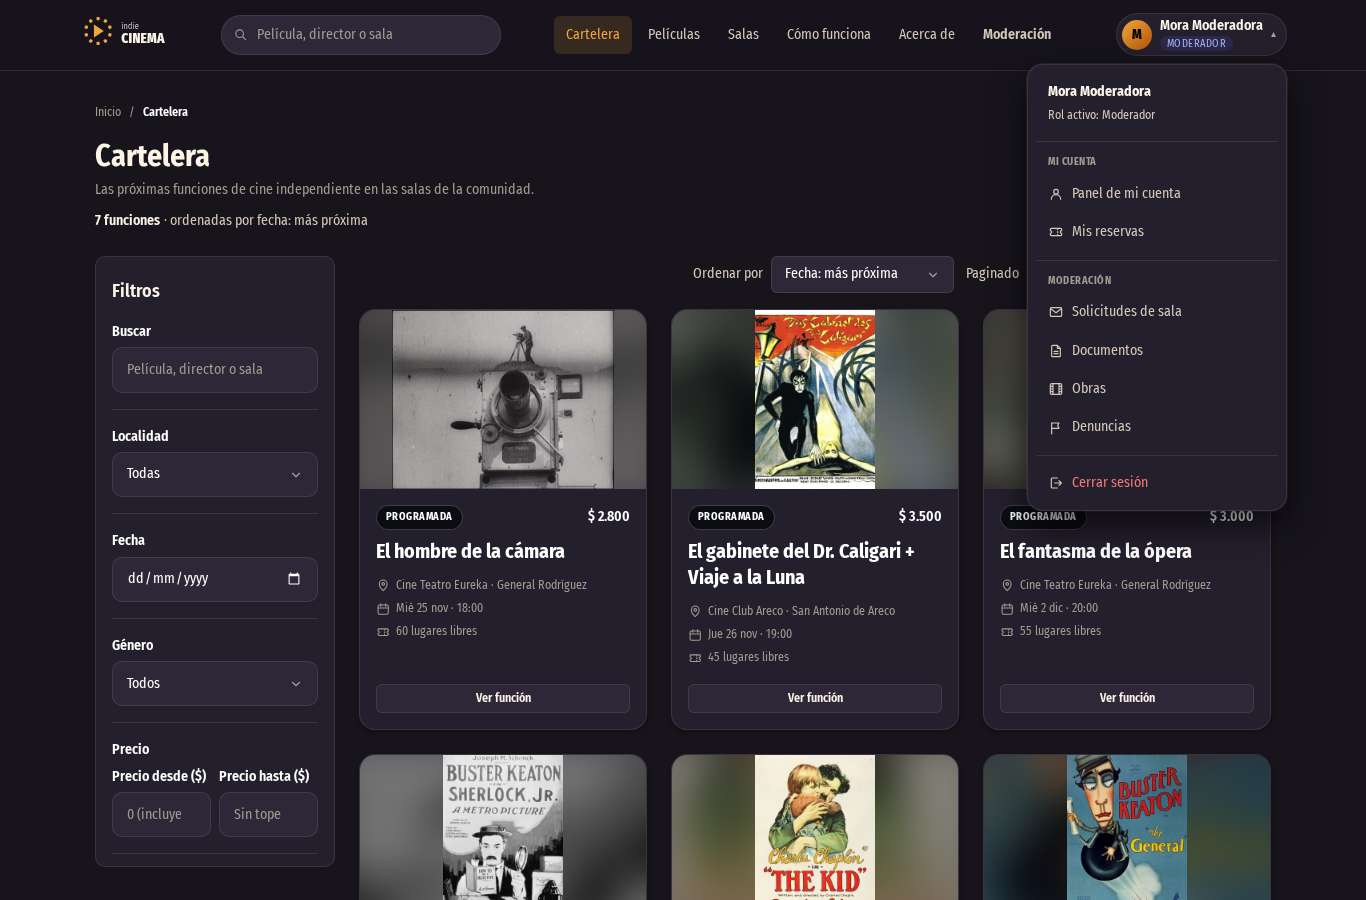 indie
CINEMA
Película, director o sala
Cartelera
Películas
Salas
Cómo funciona
Acerca de
Moderación
M
Mora Moderadora
MODERADOR
Mora Moderadora
Rol activo: Moderador
MI CUENTA
Panel de mi cuenta
Mis reservas
MODERACIÓN
Solicitudes de sala
Documentos
Obras
Denuncias
Cerrar sesión
Inicio / Cartelera
Cartelera
Las próximas funciones de cine independiente en las salas de la comunidad.
7 funciones · ordenadas por fecha: más próxima
Filtros
Buscar
Película, director o sala
Localidad
Todas
Fecha
dd/mm/yyyy
Género
Todos
Precio
Precio desde ($)
Precio hasta ($)
0 (incluye
Sin tope
Ordenar por
Fecha: más próxima
Paginado
PROGRAMADA
$ 2.800
El hombre de la cámara
Cine Teatro Eureka · General Rodríguez
Mié 25 nov · 18:00
60 lugares libres
Ver función
Das Cabinet des
Dr. Caligari
PROGRAMADA
$ 3.500
El gabinete del Dr. Caligari +
Viaje a la Luna
Cine Club Areco · San Antonio de Areco
Jue 26 nov · 19:00
45 lugares libres
Ver función
PROGRAMADA
$ 3.000
El fantasma de la ópera
Cine Teatro Eureka · General Rodríguez
Mié 2 dic · 20:00
55 lugares libres
Ver función
Joseph M. Schenck
BUSTER KEATON
SHERLOCK, JR.
A METRO PICTURE
Charles Chaplin
IN
"THE KID"
BUSTER
KEATON
The
General